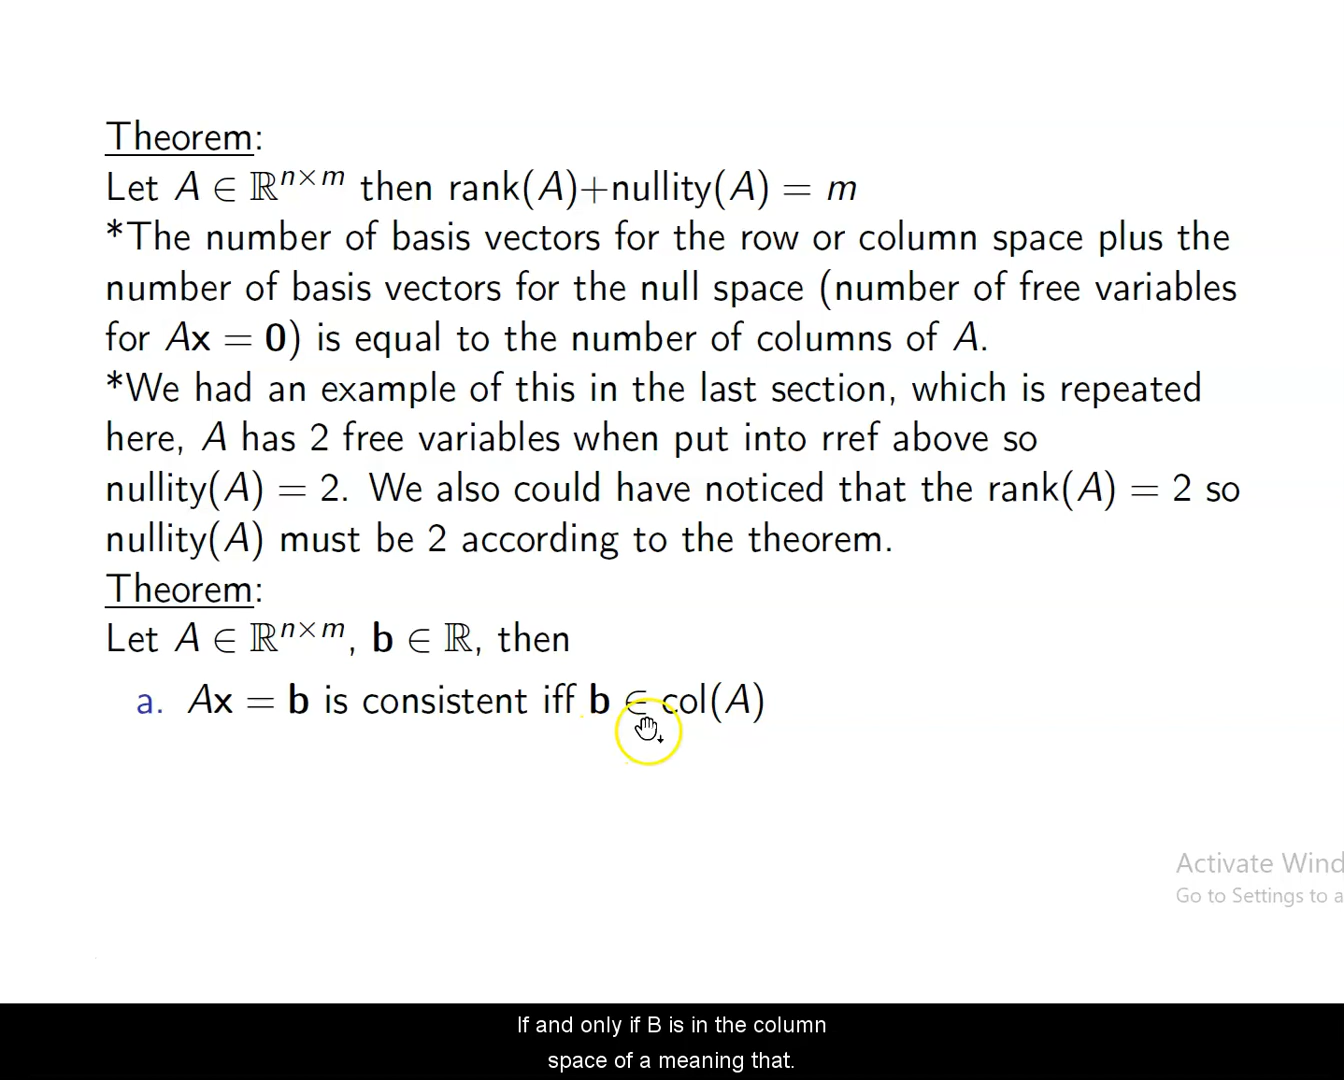 Theorem:
Let A ∈ ℝⁿˣᵐ then rank(A)+nullity(A) = m
*The number of basis vectors for the row or column space plus the
number of basis vectors for the null space (number of free variables
for Ax = 0) is equal to the number of columns of A.
*We had an example of this in the last section, which is repeated
here, A has 2 free variables when put into rref above so
nullity(A) = 2. We also could have noticed that the rank(A) = 2 so
nullity(A) must be 2 according to the theorem.
Theorem:
Let A ∈ ℝⁿˣᵐ, b ∈ ℝ, then
a. Ax = b is consistent iff b ∈ col(A)
Activate Wind
Go to Settings to a
If and only if B is in the column
space of a meaning that.